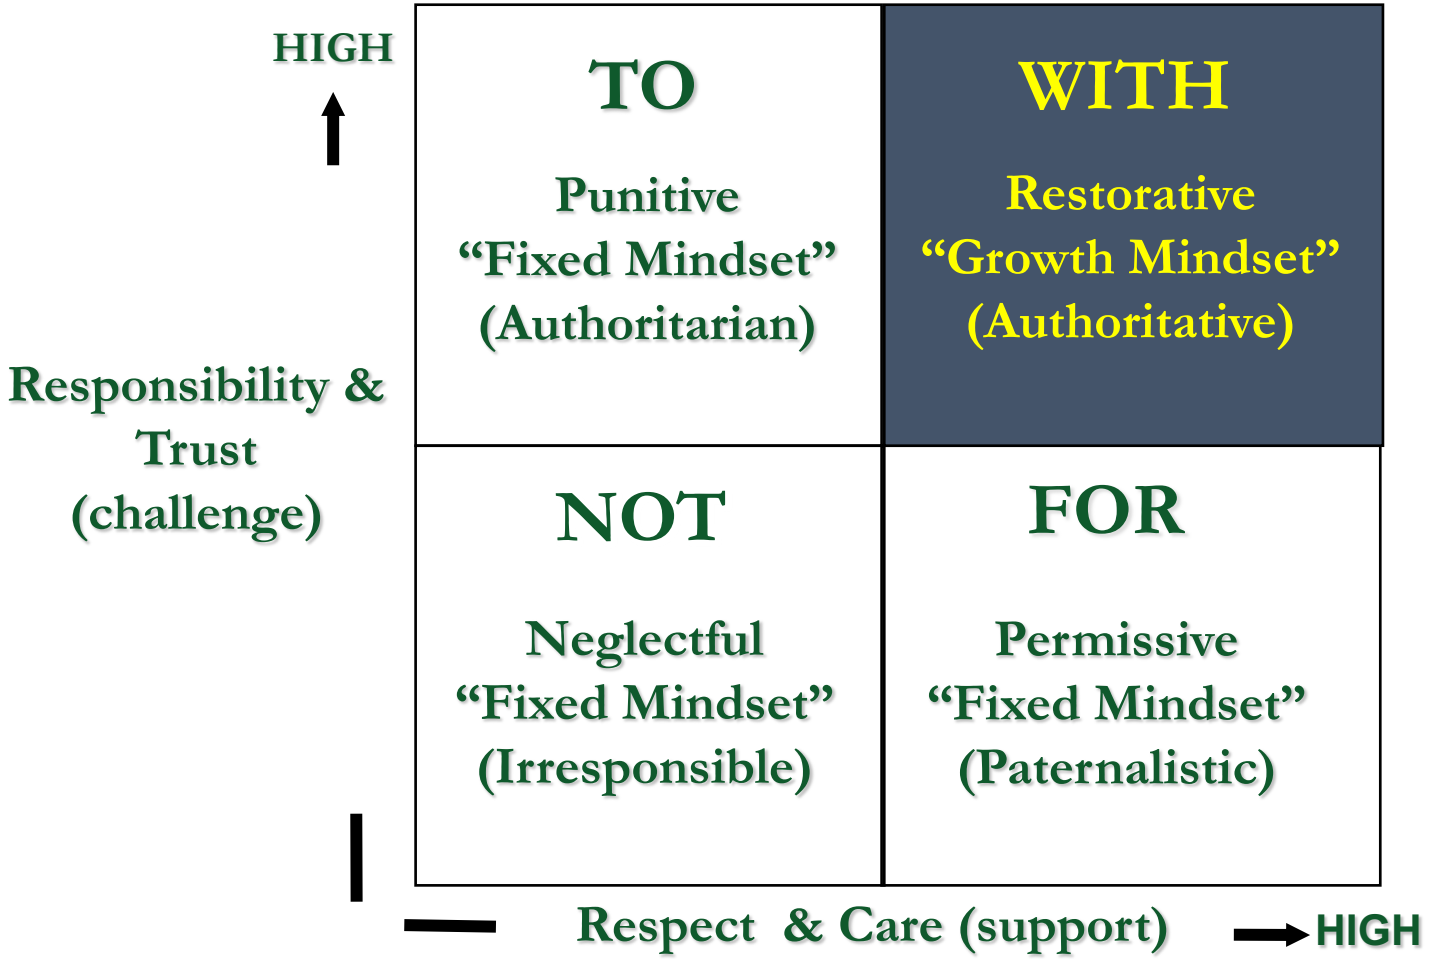 HIGH
TO
Punitive
“Fixed Mindset”
(Authoritarian)
WITH
Restorative
“Growth Mindset”
(Authoritative)
Responsibility &
Trust
(challenge)
NOT
Neglectful
“Fixed Mindset”
(Irresponsible)
FOR
Permissive
“Fixed Mindset”
(Paternalistic)
Respect & Care (support)
HIGH